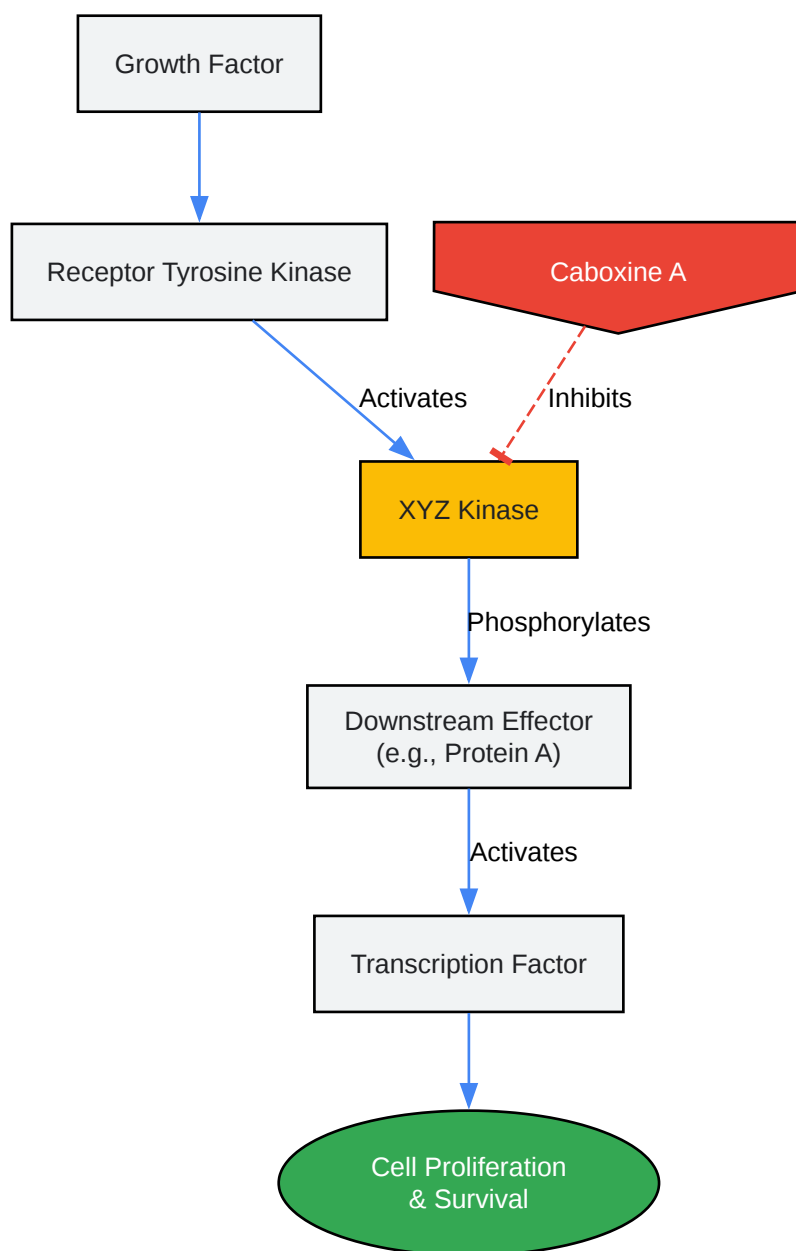 Growth Factor
Receptor Tyrosine Kinase
Caboxine A
Activates
Inhibits
XYZ Kinase
Phosphorylates
Downstream Effector
(e.g., Protein A)
Activates
Transcription Factor
Cell Proliferation
& Survival